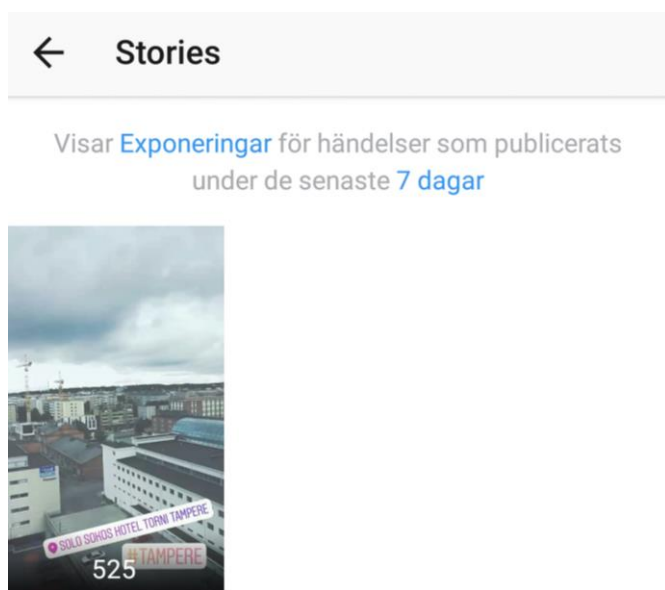 Stories
Visar Exponeringar för händelser som publicerats
under de senaste 7 dagar
SOLO SOKOS HOTEL TORNI TAMPERE
#TAMPERE
525